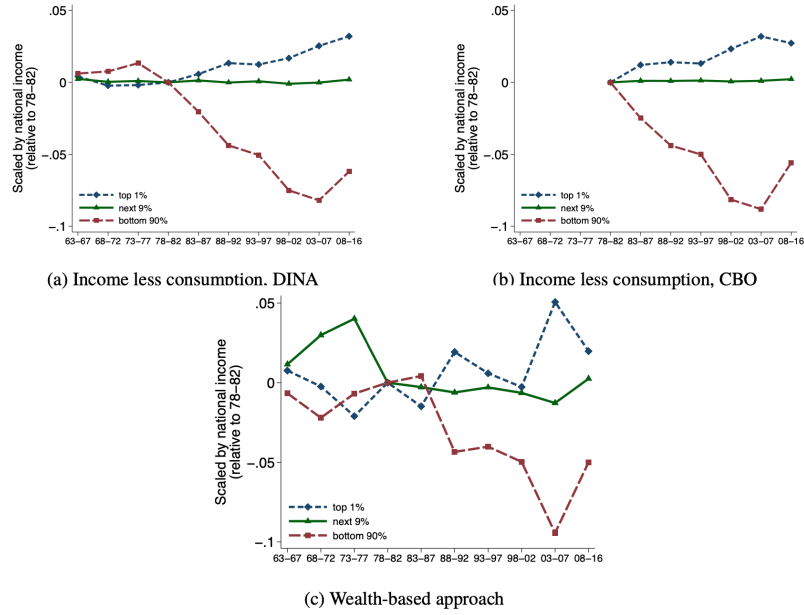 .05
0
-.05
-.1
Scaled by national income
(relative to 78-82)
top 1%
next 9%
bottom 90%
63-67 68-72 73-77 78-82 83-87 88-92 93-97 98-02 03-07 08-16
(a) Income less consumption, DINA
.05
0
-.05
-.1
Scaled by national income
(relative to 78-82)
top 1%
next 9%
bottom 90%
63-67 68-72 73-77 78-82 83-87 88-92 93-97 98-02 03-07 08-16
(b) Income less consumption, CBO
.05
0
-.05
-.1
Scaled by national income
(relative to 78-82)
top 1%
next 9%
bottom 90%
63-67 68-72 73-77 78-82 83-87 88-92 93-97 98-02 03-07 08-16
(c) Wealth-based approach